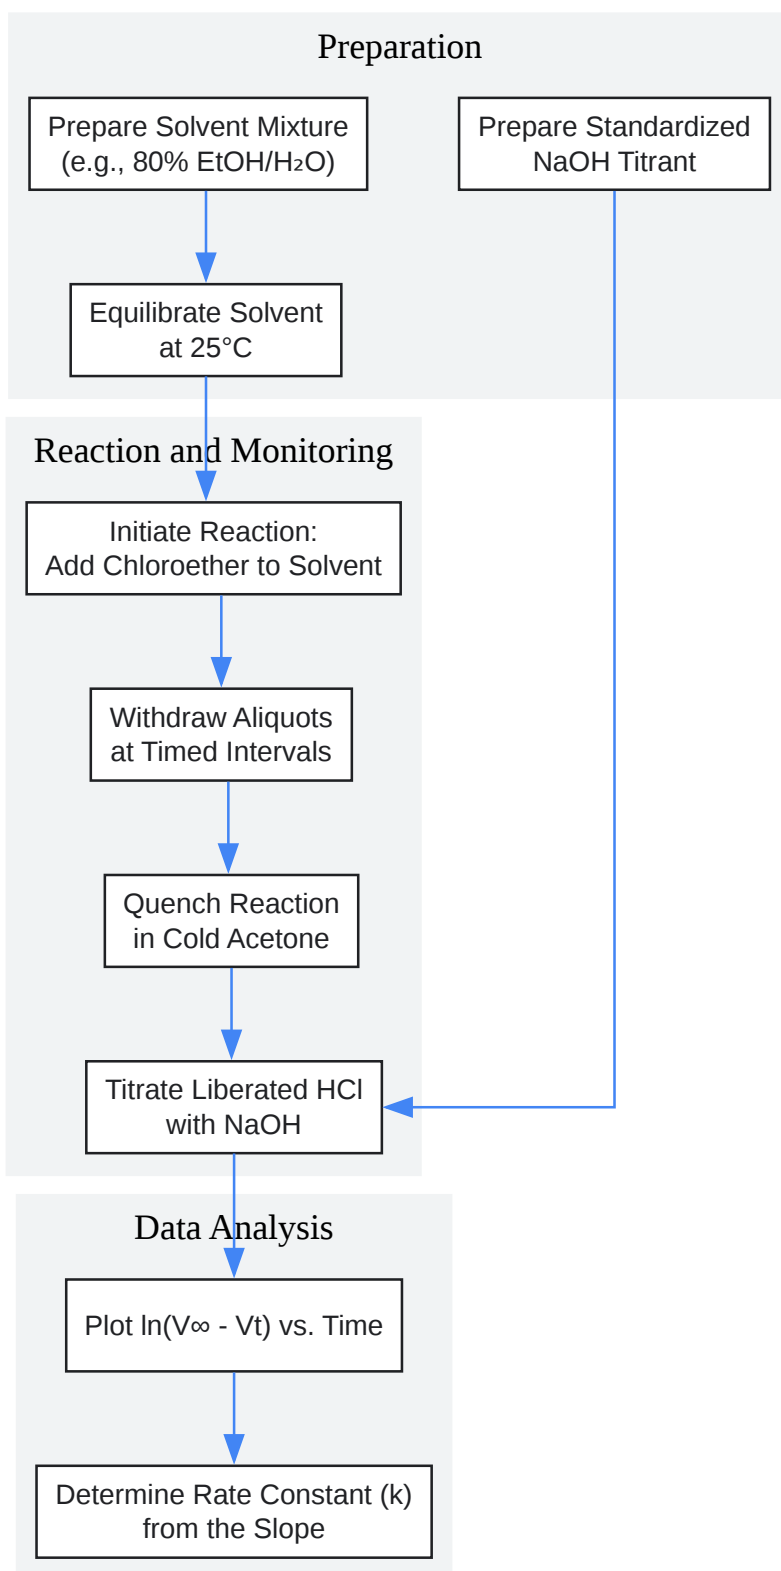 Preparation
Prepare Solvent Mixture
(e.g., 80% EtOH/H₂O)
Prepare Standardized
NaOH Titrant
Equilibrate Solvent
at 25°C
Reaction and Monitoring
Initiate Reaction:
Add Chloroether to Solvent
Withdraw Aliquots
at Timed Intervals
Quench Reaction
in Cold Acetone
Titrate Liberated HCl
with NaOH
Data Analysis
Plot ln(V∞ - Vt) vs. Time
Determine Rate Constant (k)
from the Slope